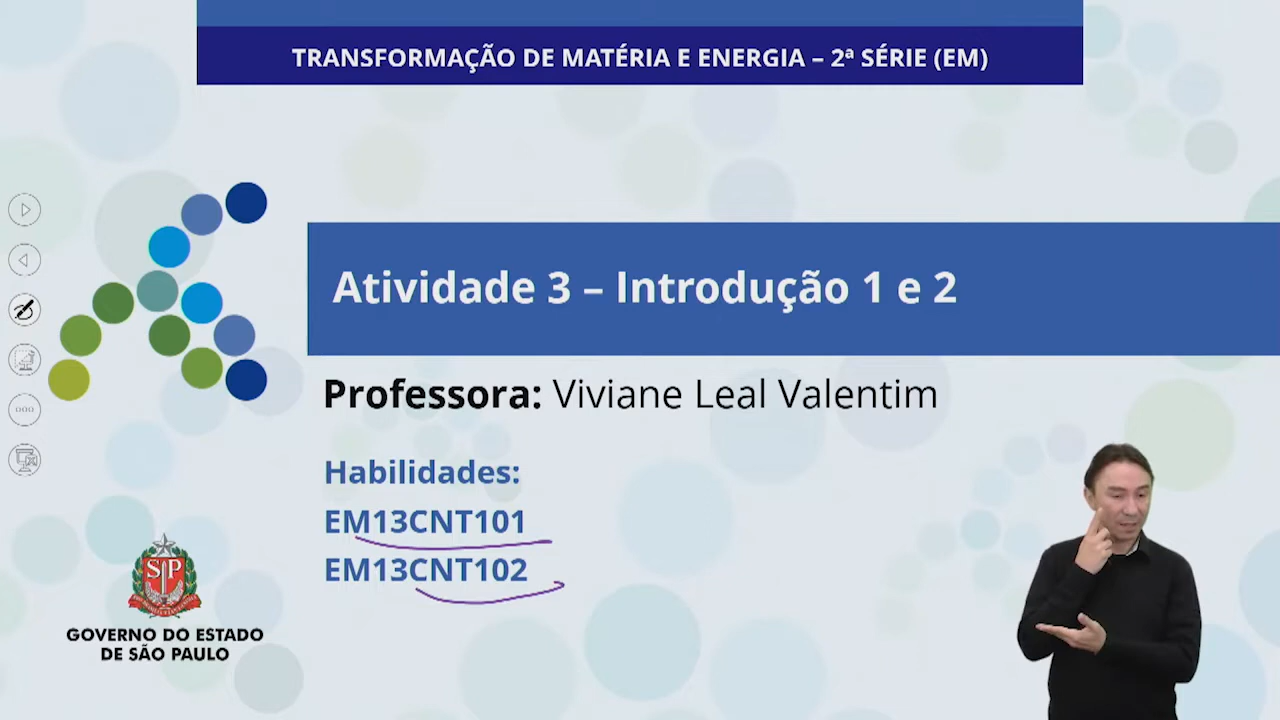 TRANSFORMAÇÃO DE MATÉRIA E ENERGIA – 2ª SÉRIE (EM)
Atividade 3 – Introdução 1 e 2
Professora: Viviane Leal Valentim
Habilidades:
EM13CNT101
EM13CNT102
SP
GOVERNO DO ESTADO
DE SÃO PAULO